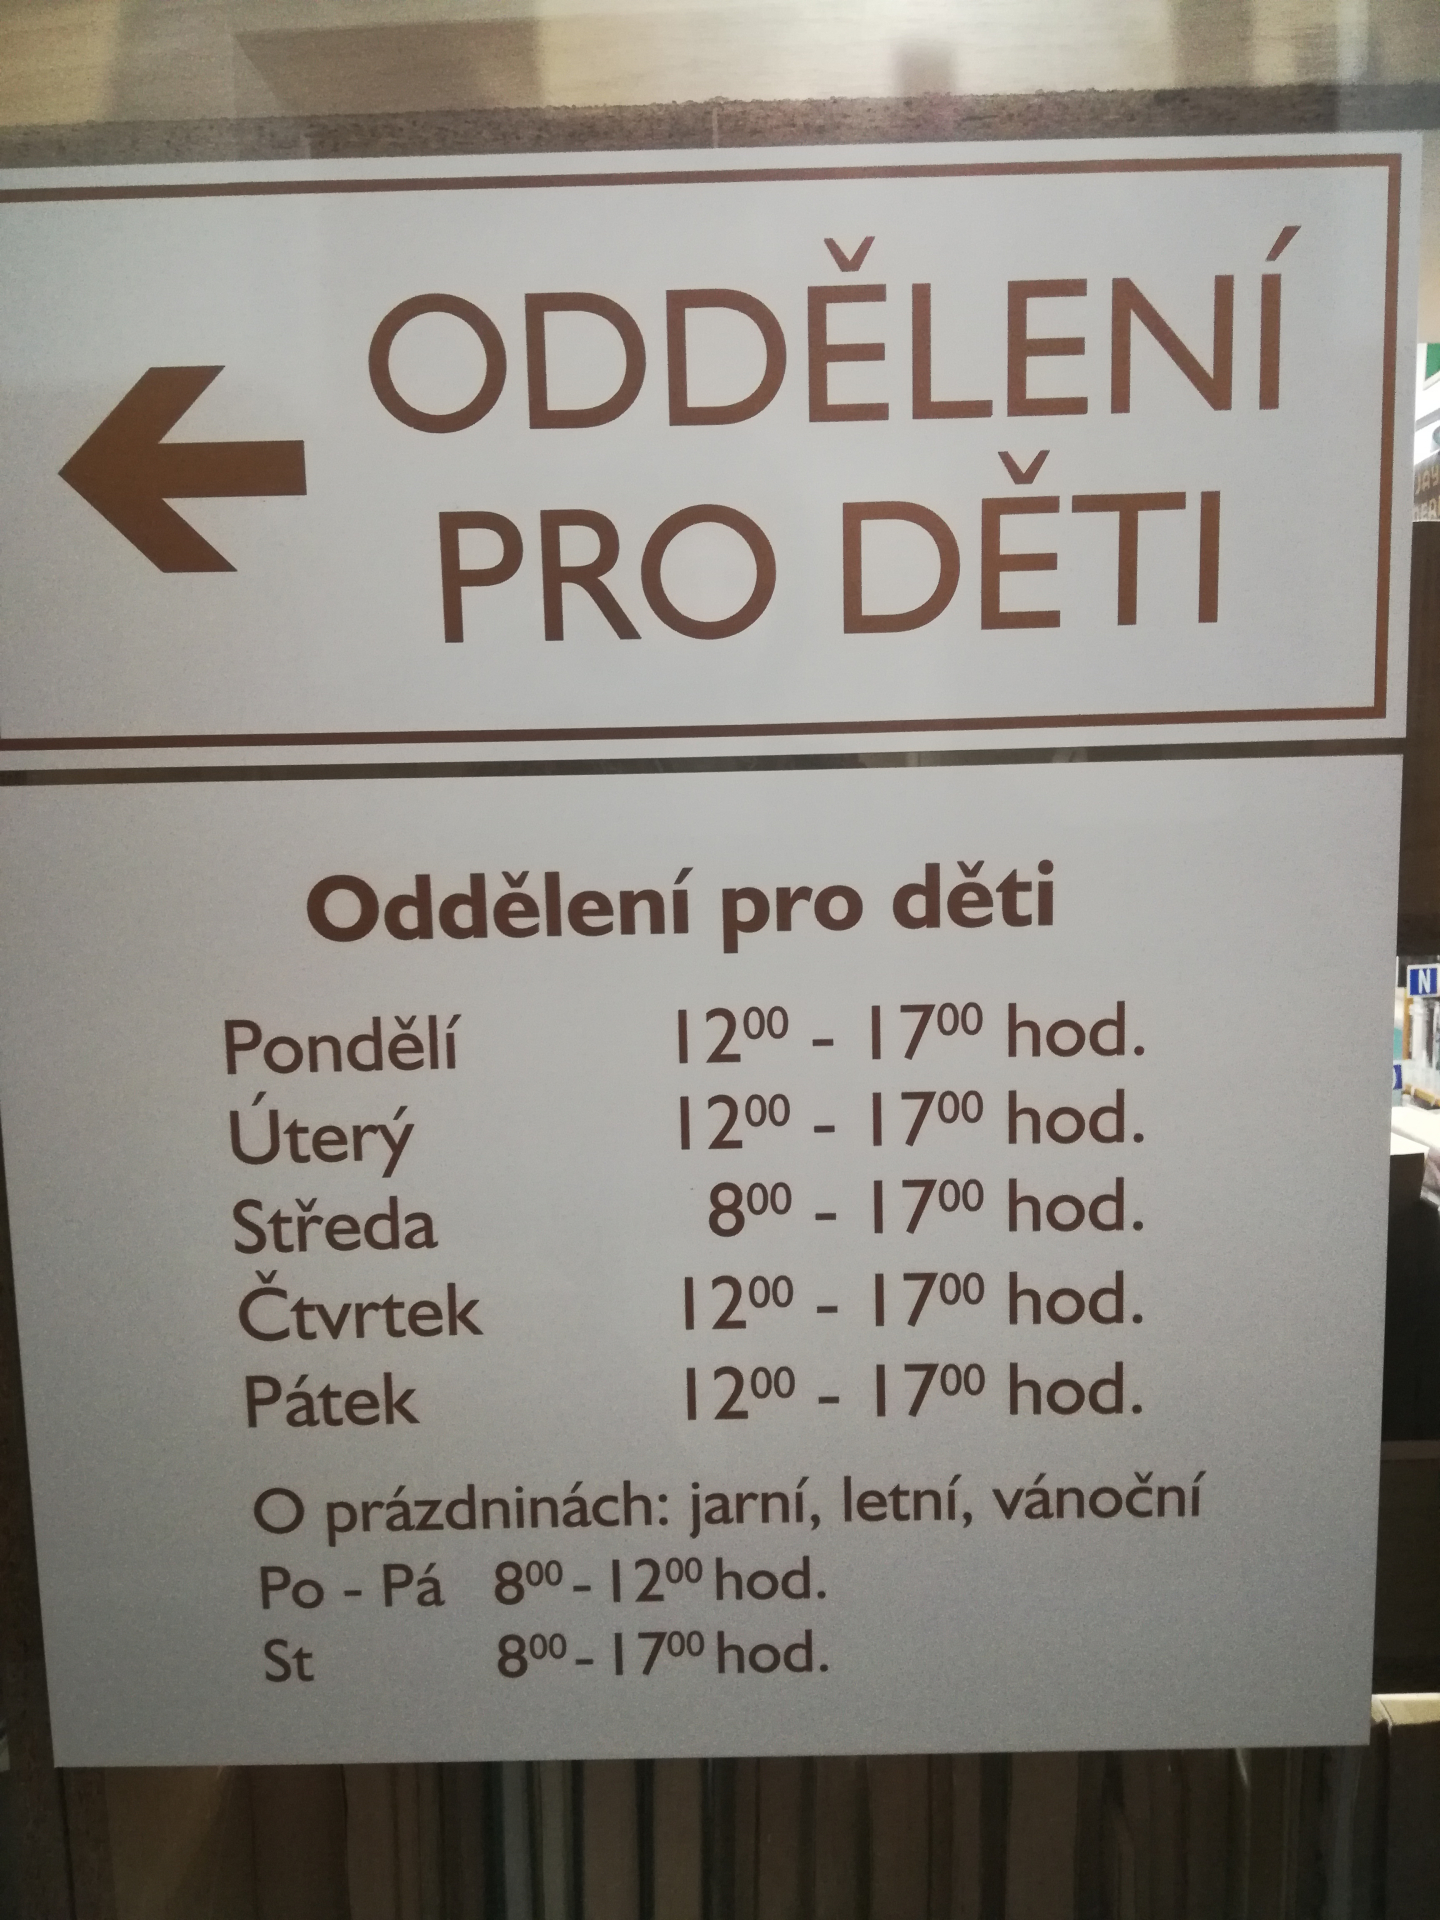 ODDĚLENÍ
PRO DĚTI
Oddělení pro děti
Pondělí 12⁰⁰ - 17⁰⁰ hod.
Úterý 12⁰⁰ - 17⁰⁰ hod.
Středa 8⁰⁰ - 17⁰⁰ hod.
Čtvrtek 12⁰⁰ - 17⁰⁰ hod.
Pátek 12⁰⁰ - 17⁰⁰ hod.
O prázdninách: jarní, letní, vánoční
Po - Pá 8⁰⁰ - 12⁰⁰ hod.
St 8⁰⁰ - 17⁰⁰ hod.
N